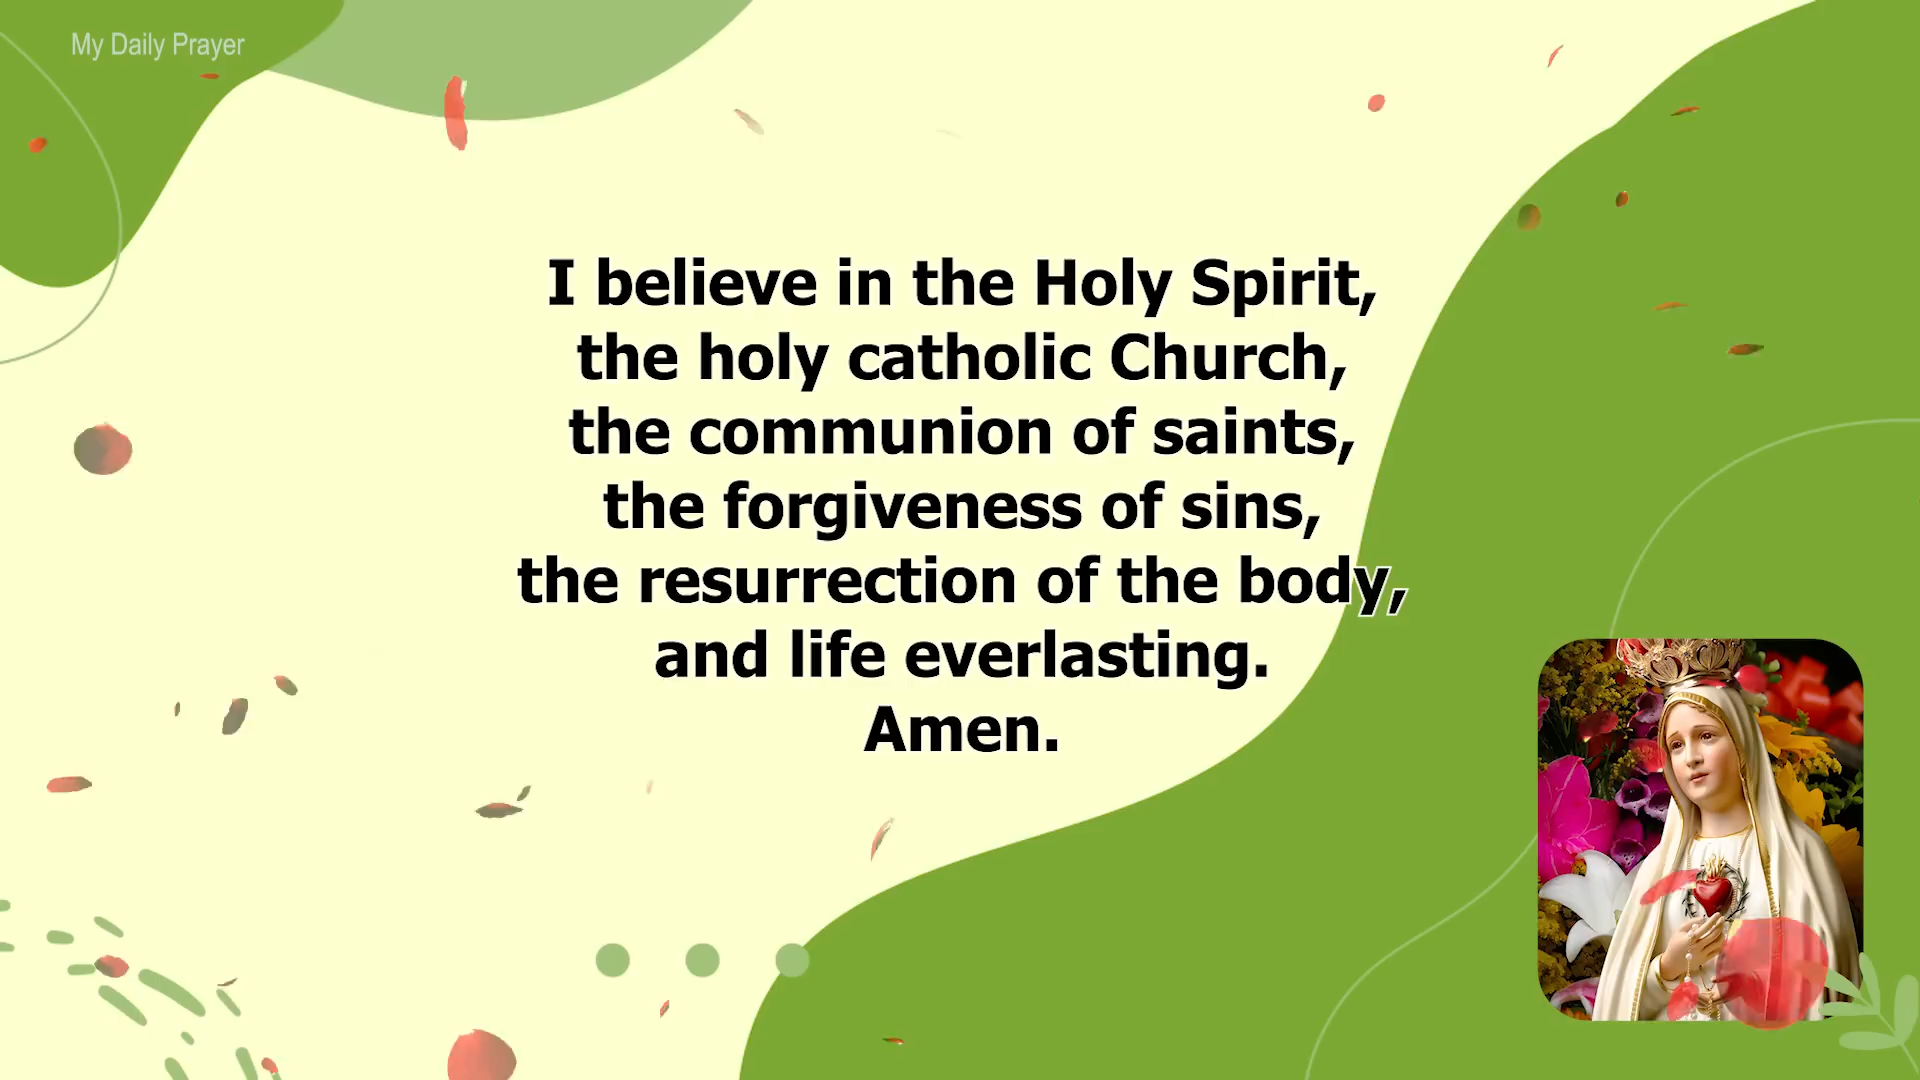 My Daily Prayer
I believe in the Holy Spirit,
the holy catholic Church,
the communion of saints,
the forgiveness of sins,
the resurrection of the body,
and life everlasting.
Amen.